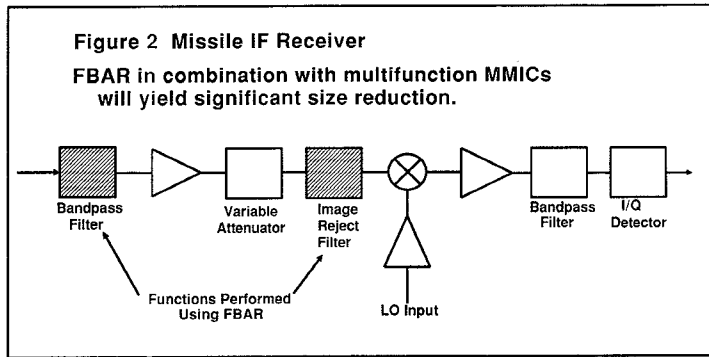 Figure 2 Missile IF Receiver
FBAR in combination with multifunction MMICs
will yield significant size reduction.
Bandpass
Filter
Variable
Attenuator
Image
Reject
Filter
Bandpass
Filter
I/Q
Detector
Functions Performed
Using FBAR
LO Input